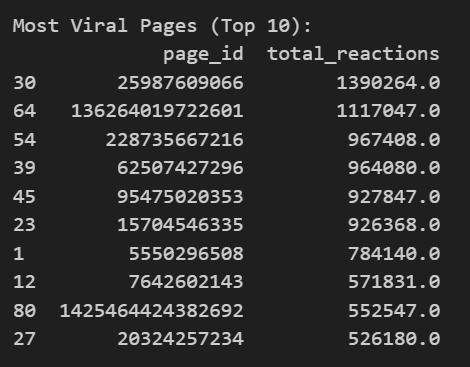 Most Viral Pages (Top 10):
page_id total_reactions
30 25987609066 1390264.0
64 136264019722601 1117047.0
54 228735667216 967408.0
39 62507427296 964080.0
45 95475020353 927847.0
23 15704546335 926368.0
1 5550296508 784140.0
12 7642602143 571831.0
80 1425464424382692 552547.0
27 20324257234 526180.0